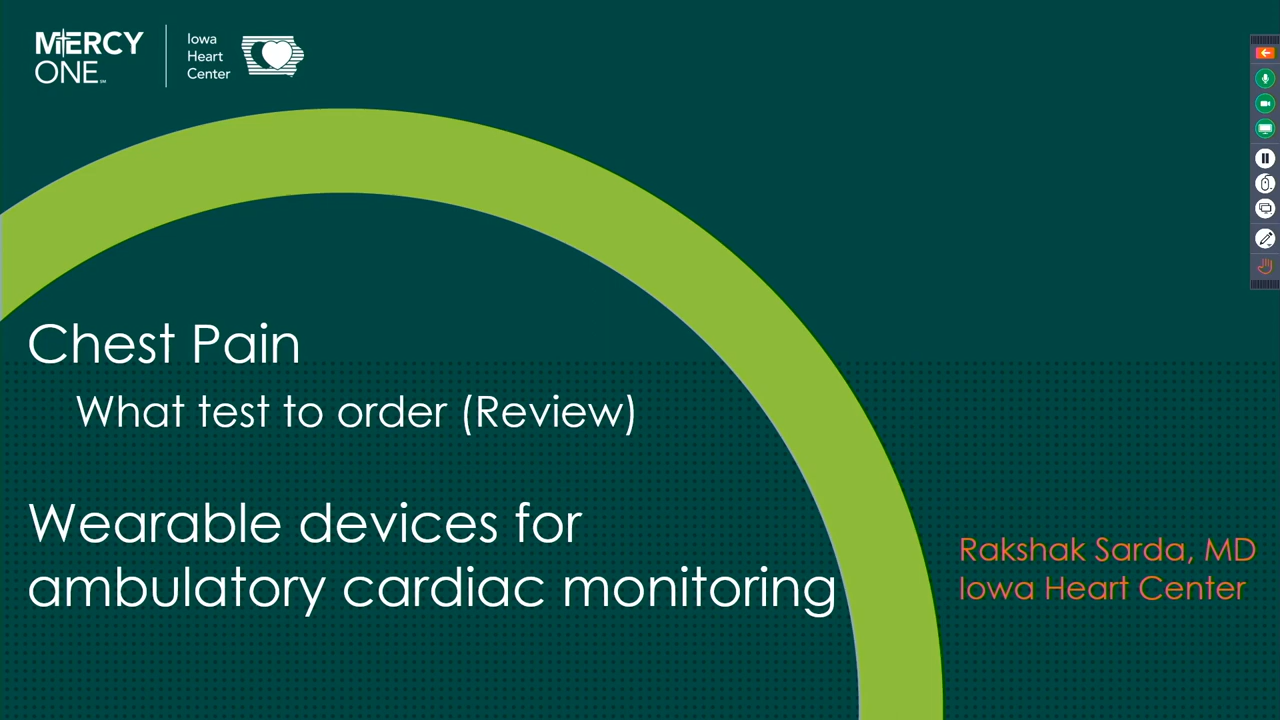 MERCY
ONE℠
Iowa
Heart
Center
Chest Pain
What test to order (Review)
Wearable devices for
ambulatory cardiac monitoring
Rakshak Sarda, MD
Iowa Heart Center